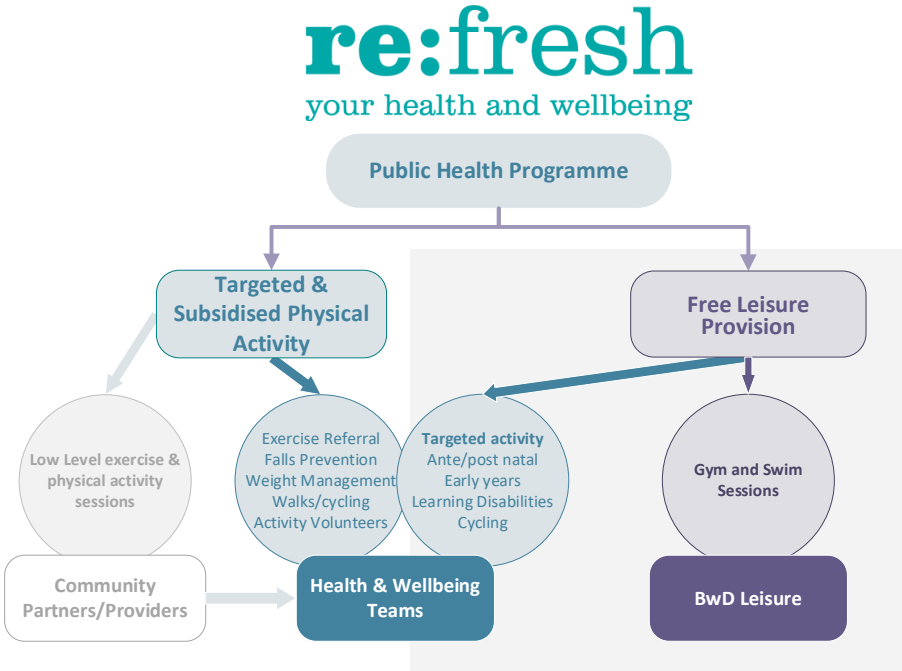 re:fresh
your health and wellbeing
Public Health Programme
Targeted &
Subsidised Physical
Activity
Free Leisure
Provision
Low Level exercise &
physical activity
sessions
Exercise Referral
Falls Prevention
Weight Management
Walks/cycling
Activity Volunteers
Targeted activity
Ante/post natal
Early years
Learning Disabilities
Cycling
Gym and Swim
Sessions
Community
Partners/Providers
Health & Wellbeing
Teams
BwD Leisure